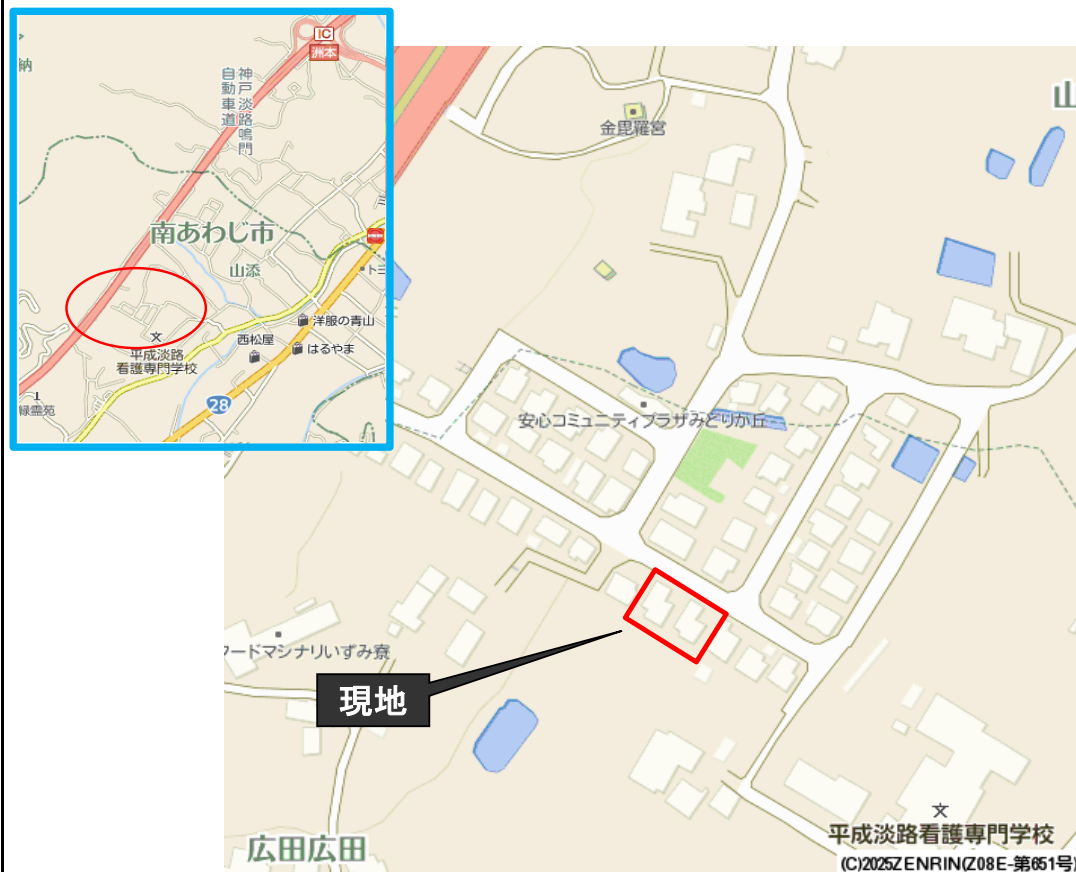 IC
洲本
納
神戸淡路鳴門
自動車道
南あわじ市
山添
洋服の青山
西松屋
はるやま
平成淡路
看護専門学校
緑霊苑
28
金毘羅宮
山
安心コミュニティプラザみどりが丘
フードマシナリいずみ寮
現地
広田広田
平成淡路看護専門学校
(C)2025ZENRIN(Z08E-第651号)